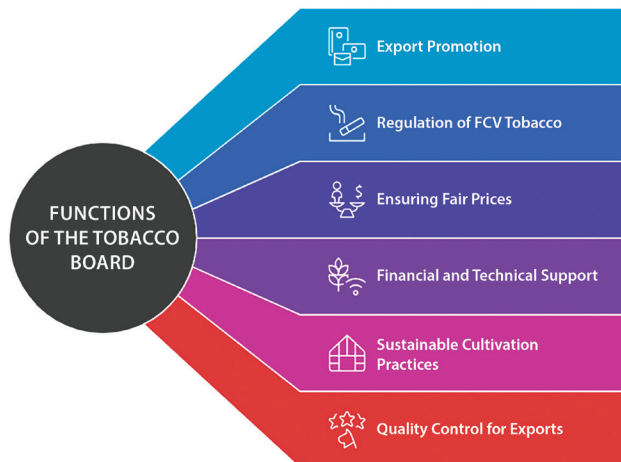 FUNCTIONS
OF THE TOBACCO
BOARD
Export Promotion
Regulation of FCV Tobacco
$
Ensuring Fair Prices
Financial and Technical Support
Sustainable Cultivation
Practices
Quality Control for Exports